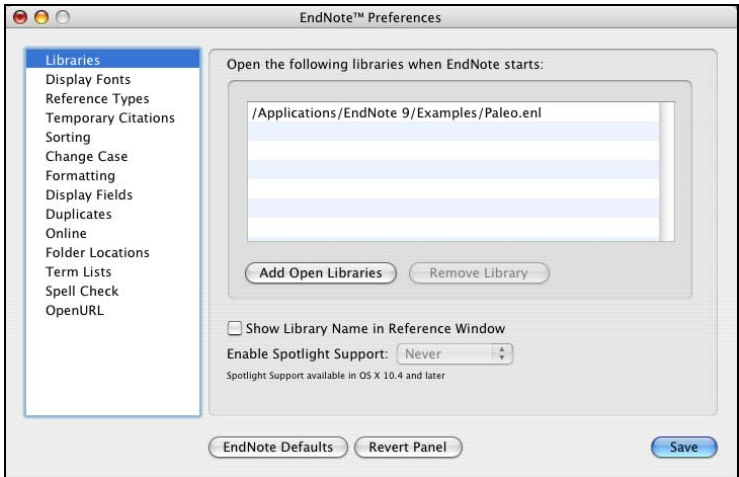 EndNote™ Preferences
Libraries
Display Fonts
Reference Types
Temporary Citations
Sorting
Change Case
Formatting
Display Fields
Duplicates
Online
Folder Locations
Term Lists
Spell Check
OpenURL
Open the following libraries when EndNote starts:
/Applications/EndNote 9/Examples/Paleo.enl
Add Open Libraries Remove Library
Show Library Name in Reference Window
Enable Spotlight Support: Never
Spotlight Support available in OS X 10.4 and later
EndNote Defaults Revert Panel Save